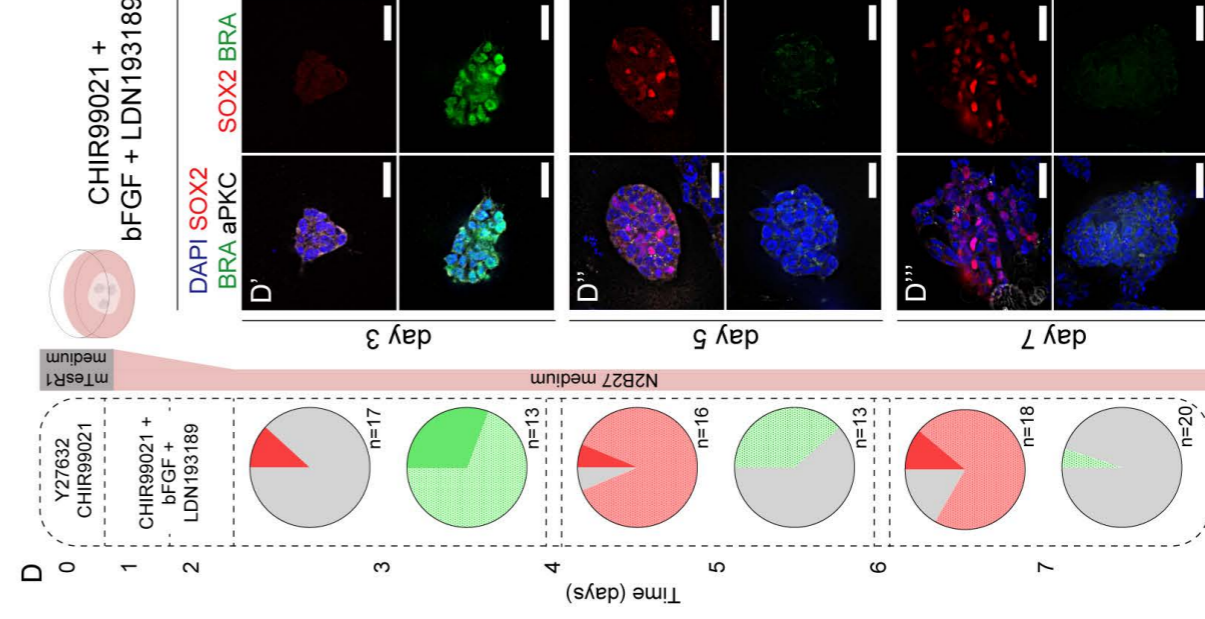 D
CHIR99021 +
bFGF + LDN193189
DAPI SOX2
BRA aPKC
SOX2 BRA
mTesR1
medium
N2B27 medium
Y27632
CHIR99021
CHIR99021 +
bFGF +
LDN193189
Time (days)
0
1
2
3
4
5
6
7
day 3
D'
n=17
n=13
day 5
D''
n=16
n=13
day 7
D'''
n=18
n=20